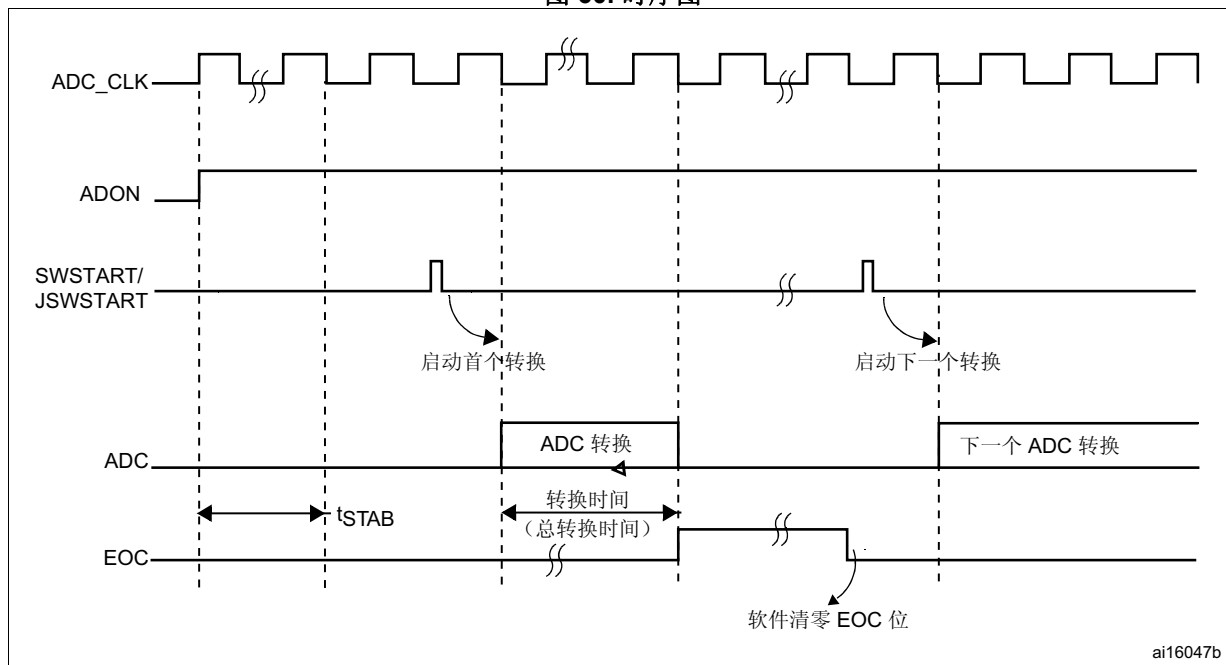 ADC_CLK
ADON
SWSTART/
JSWSTART
启动首个转换
启动下一个转换
ADC
ADC 转换
下一个 ADC 转换
tSTAB
转换时间
（总转换时间）
EOC
软件清零 EOC 位
ai16047b